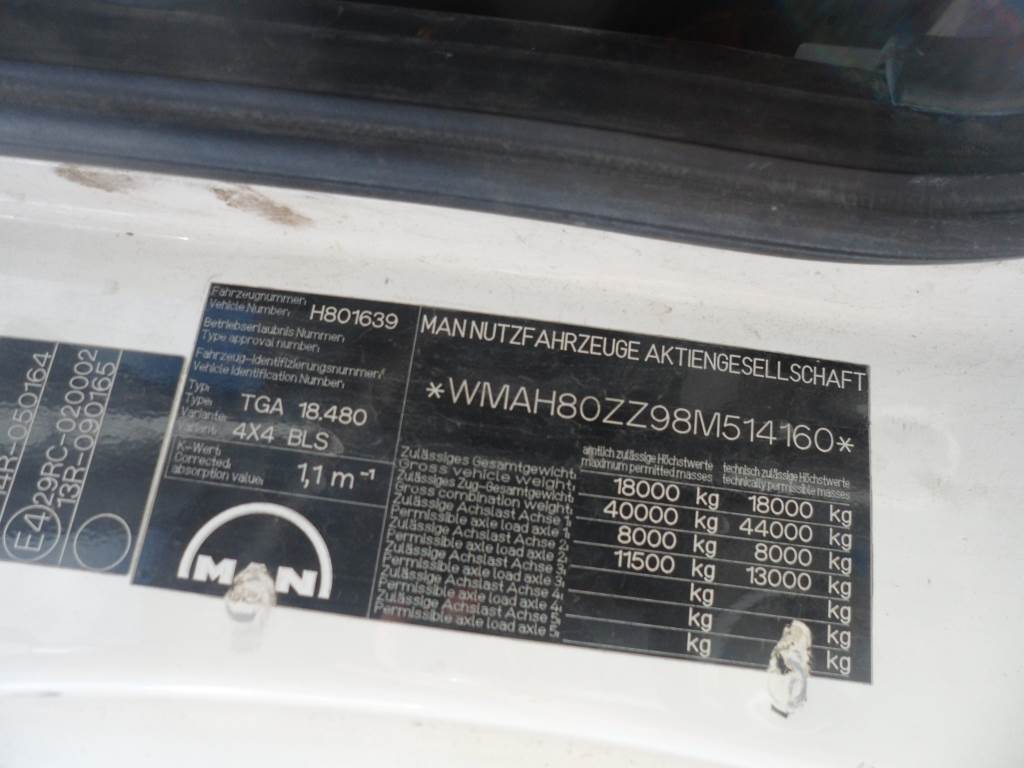 14R-050164
E4 29RC-020002
13R-090165
Fahrzeugnummer:
Vehicle Number: H801639
Betriebserlaubnis Nummer:
Type approval number:
Fahrzeug-Identifizierungsnummer:
Vehicle Identification Number:
Typ:
Type: TGA 18.480
Variante:
Variant: 4X4 BLS
K-Wert:
Corrected
absorption value: 1,1 m⁻¹
MAN
MAN NUTZFAHRZEUGE AKTIENGESELLSCHAFT
*WMAH80ZZ98M514160*
amtlich zulässige Höchstwerte
maximum permitted masses
technisch zulässige Höchstwerte
technically permissible masses
Zulässiges Gesamtgewicht:
Gross vehicle weight: 18000 kg 18000 kg
Zulässiges Zug-Gesamtgewicht:
Gross combination weight: 40000 kg 44000 kg
Zulässige Achslast Achse 1:
Permissible axle load axle 1: 8000 kg 8000 kg
Zulässige Achslast Achse 2:
Permissible axle load axle 2: 11500 kg 13000 kg
Zulässige Achslast Achse 3:
Permissible axle load axle 3: kg kg
Zulässige Achslast Achse 4:
Permissible axle load axle 4: kg kg
Zulässige Achslast Achse 5:
Permissible axle load axle 5: kg kg